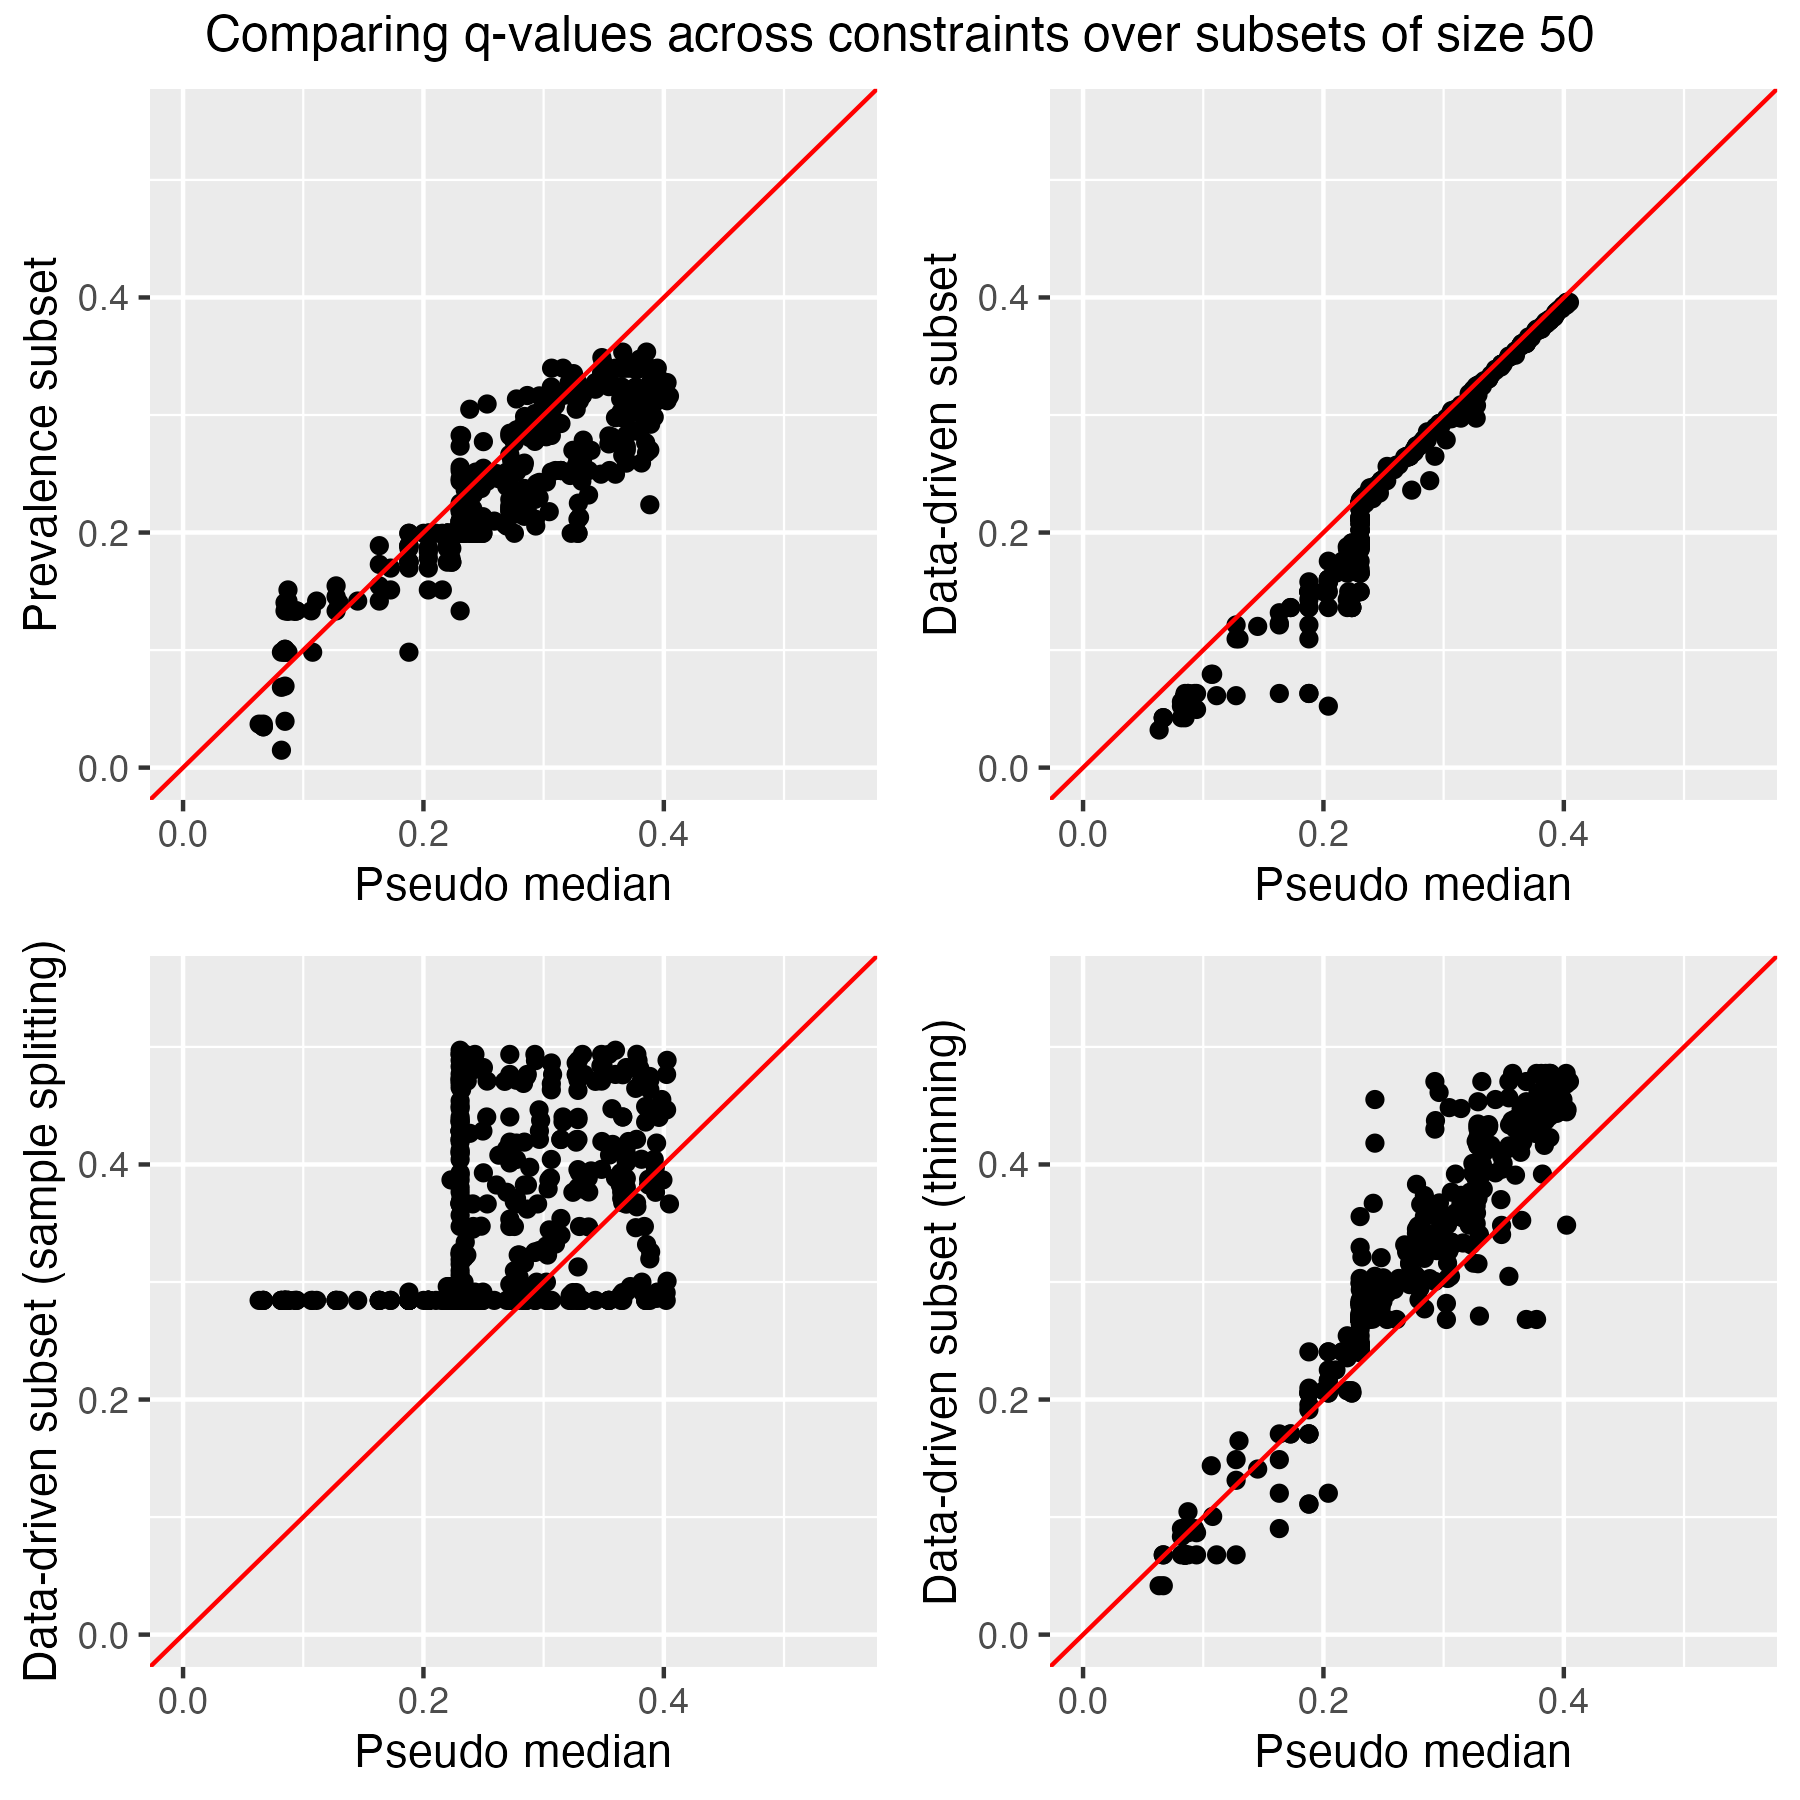 Comparing q-values across constraints over subsets of size 50
Prevalence subset
0.4
0.2
0.0
0.0 0.2 0.4
Pseudo median
Data-driven subset
0.4
0.2
0.0
0.0 0.2 0.4
Pseudo median
Data-driven subset (sample splitting)
0.4
0.2
0.0
0.0 0.2 0.4
Pseudo median
Data-driven subset (thinning)
0.4
0.2
0.0
0.0 0.2 0.4
Pseudo median